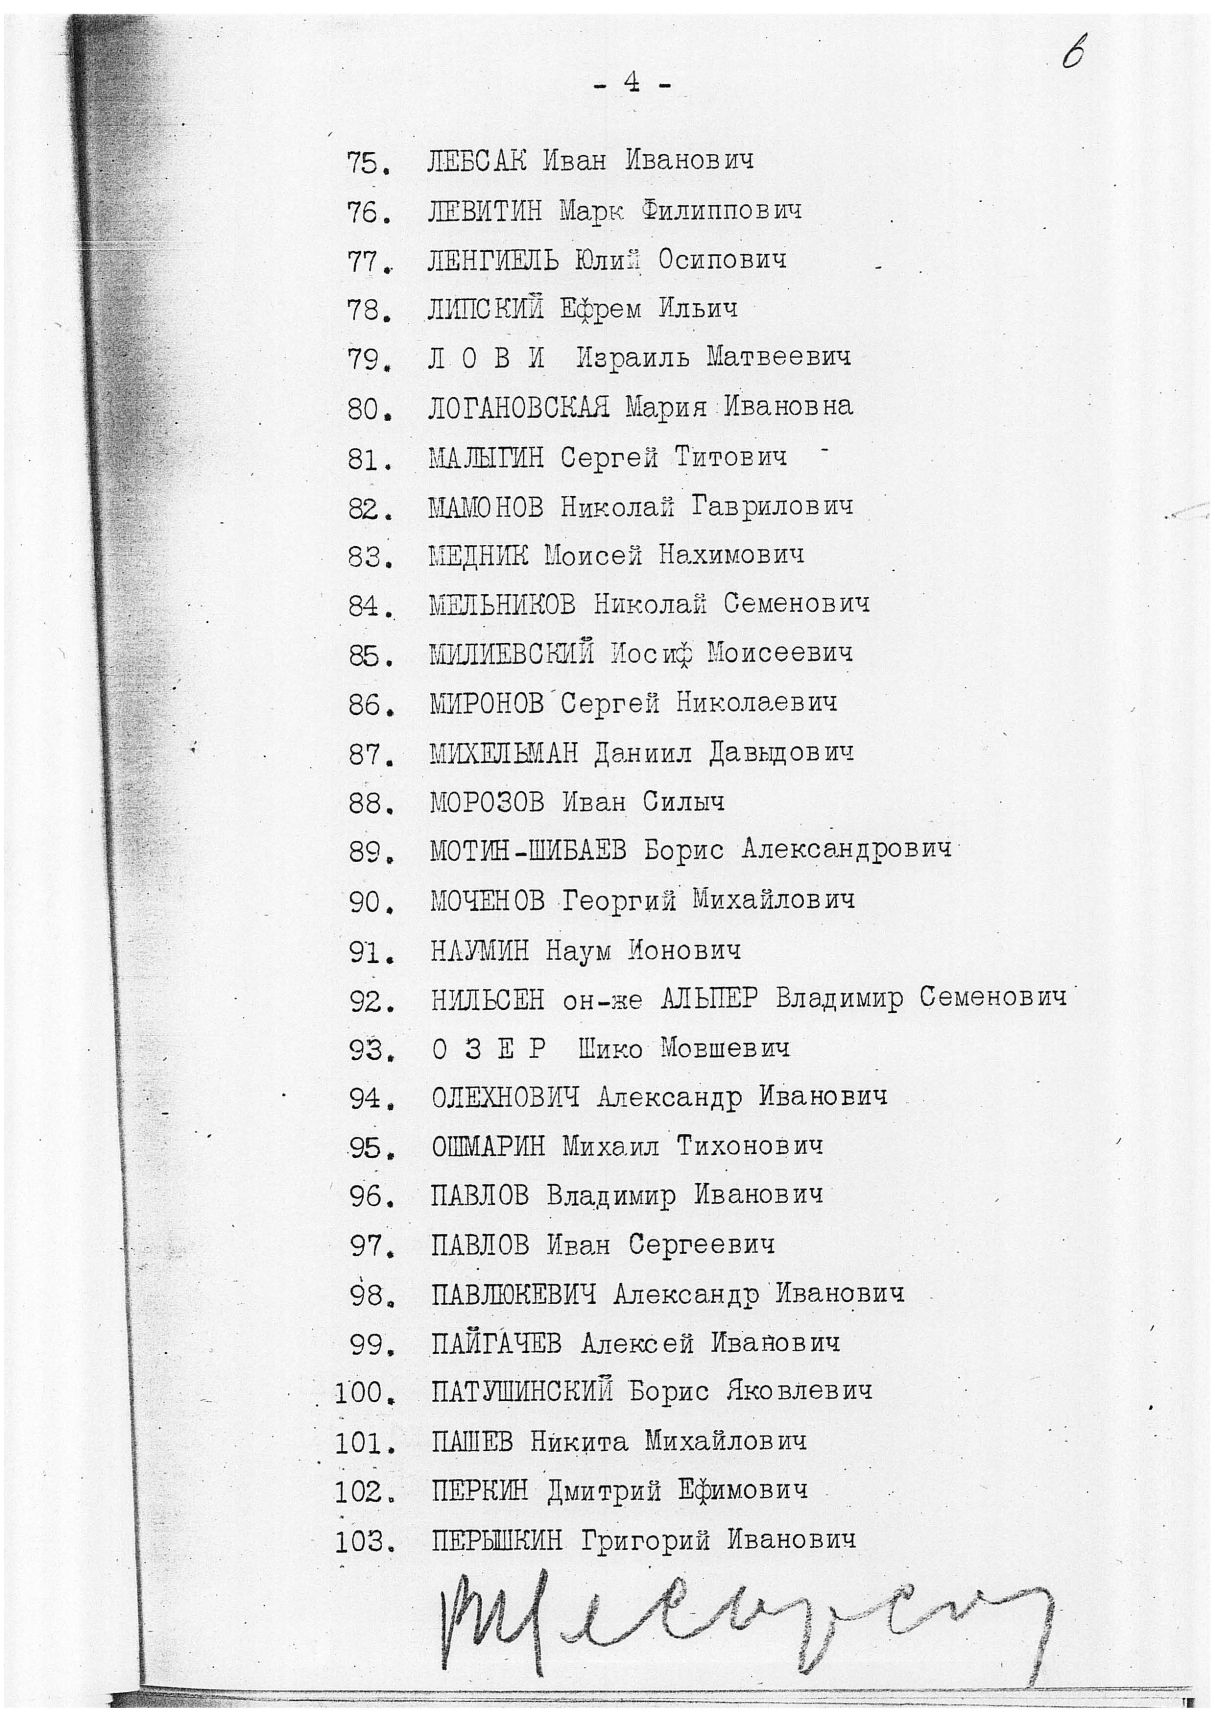 6
- 4 -
75. ЛЕБСАК Иван Иванович
76. ЛЕВИТИН Марк Филиппович
77. ЛЕНГИЕЛЬ Юлий Осипович
78. ЛИПСКИЙ Ефрем Ильич
79. Л О В И Израиль Матвеевич
80. ЛОГАНОВСКАЯ Мария Ивановна
81. МАЛЫГИН Сергей Титович
82. МАМОНОВ Николай Гаврилович
83. МЕДНИК Моисей Нахимович
84. МЕЛЬНИКОВ Николай Семенович
85. МИЛИЕВСКИЙ Иосиф Моисеевич
86. МИРОНОВ Сергей Николаевич
87. МИХЕЛЬМАН Даниил Давыдович
88. МОРОЗОВ Иван Силыч
89. МОТИН-ШИБАЕВ Борис Александрович
90. МОЧЕНОВ Георгий Михайлович
91. НАУМИН Наум Ионович
92. НИЛЬСЕН он-же АЛЬПЕР Владимир Семенович
93. О З Е Р Шико Мовшевич
94. ОЛЕХНОВИЧ Александр Иванович
95. ОШМАРИН Михаил Тихонович
96. ПАВЛОВ Владимир Иванович
97. ПАВЛОВ Иван Сергеевич
98. ПАВЛЮКЕВИЧ Александр Иванович
99. ПАЙГАЧЕВ Алексей Иванович
100. ПАТУШИНСКИЙ Борис Яковлевич
101. ПАШЕВ Никита Михайлович
102. ПЕРКИН Дмитрий Ефимович
103. ПЕРЫШКИН Григорий Иванович